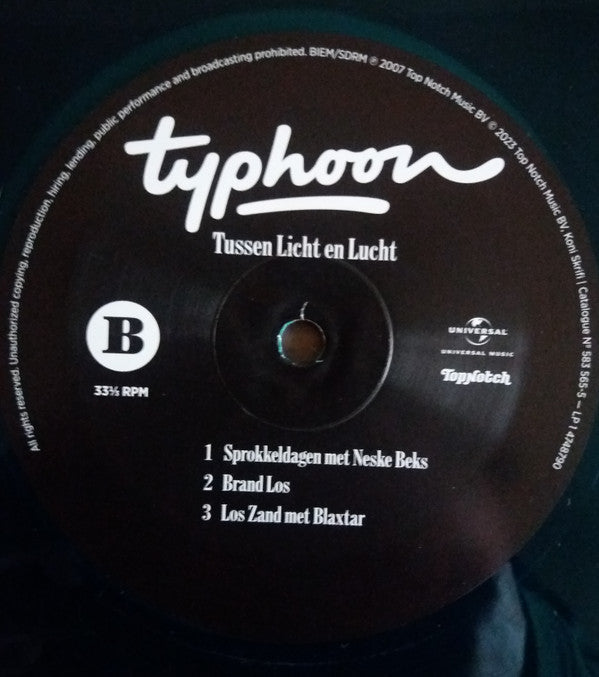 All rights reserved. Unauthorized copying, reproduction, hiring, lending, public performance and broadcasting prohibited. BIEM/SDRM ℗ 2007 Top Notch Music BV © 2023 Top Notch Music BV, Koni Skrifi | Catalogue Nº 583 565-5 – LP | 4748790
typhoon
Tussen Licht en Lucht
B
33⅓ RPM
UNIVERSAL
UNIVERSAL MUSIC
TopNotch
1 Sprokkeldagen met Neske Beks
2 Brand Los
3 Los Zand met Blaxtar